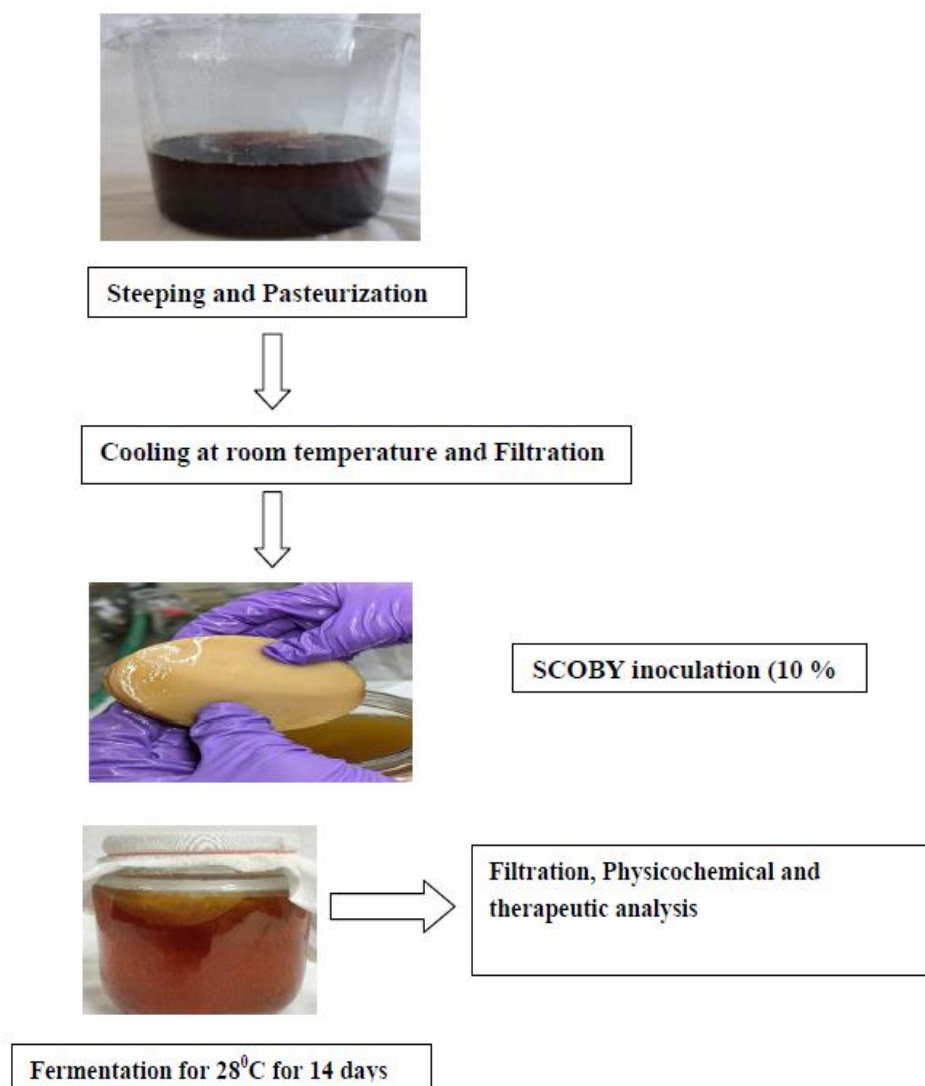 Steeping and Pasteurization
Cooling at room temperature and Filtration
SCOBY inoculation (10 %
Filtration, Physicochemical and
therapeutic analysis
Fermentation for 28⁰C for 14 days